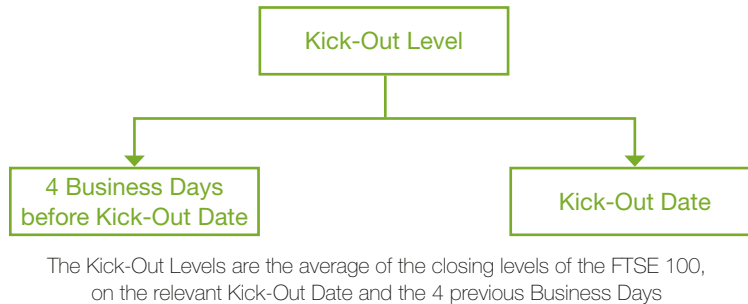 Kick-Out Level
4 Business Days
before Kick-Out Date
Kick-Out Date
The Kick-Out Levels are the average of the closing levels of the FTSE 100,
on the relevant Kick-Out Date and the 4 previous Business Days